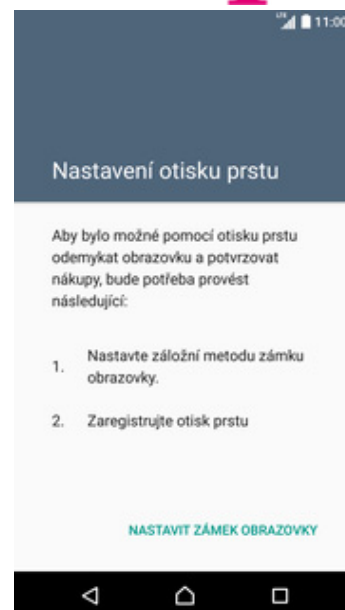 LTE 11:00
Nastavení otisku prstu
Aby bylo možné pomocí otisku prstu
odemykat obrazovku a potvrzovat
nákupy, bude potřeba provést
následující:
1. Nastavte záložní metodu zámku
obrazovky.
2. Zaregistrujte otisk prstu
NASTAVIT ZÁMEK OBRAZOVKY